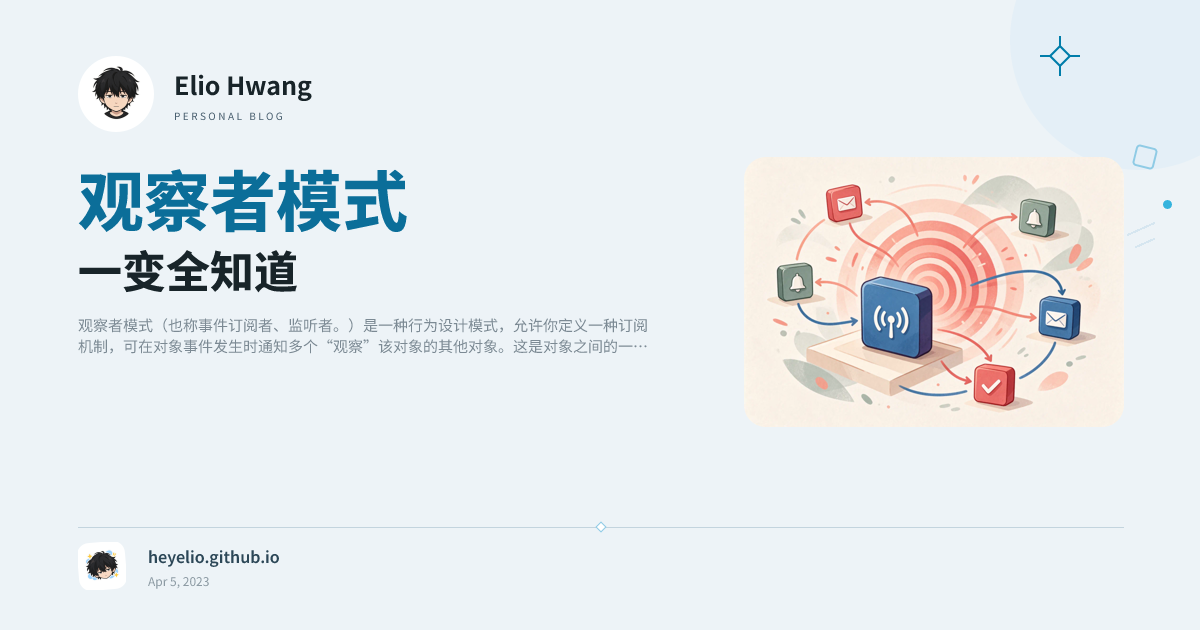 Elio Hwang
PERSONAL BLOG
观察者模式
一变全知道
观察者模式（也称事件订阅者、监听者。）是一种行为设计模式，允许你定义一种订阅
机制，可在对象事件发生时通知多个“观察”该对象的其他对象。这是对象之间的一…
heyelio.github.io
Apr 5, 2023